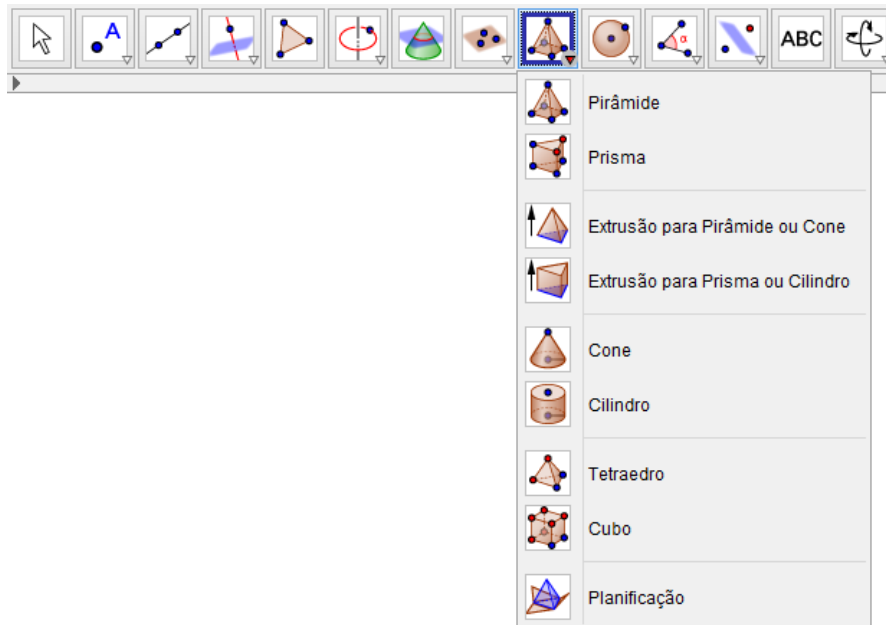 A
α
ABC
Pirâmide
Prisma
Extrusão para Pirâmide ou Cone
Extrusão para Prisma ou Cilindro
Cone
Cilindro
Tetraedro
Cubo
Planificação